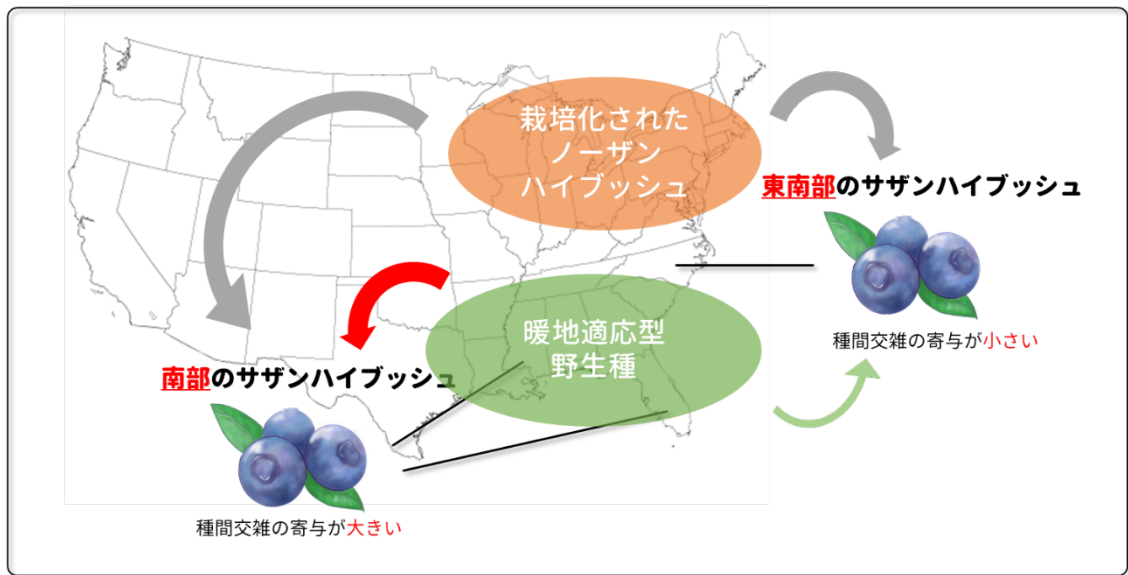 栽培化された
ノーザン
ハイブッシュ
東南部のサザンハイブッシュ
種間交雑の寄与が小さい
暖地適応型
野生種
南部のサザンハイブッシュ
種間交雑の寄与が大きい